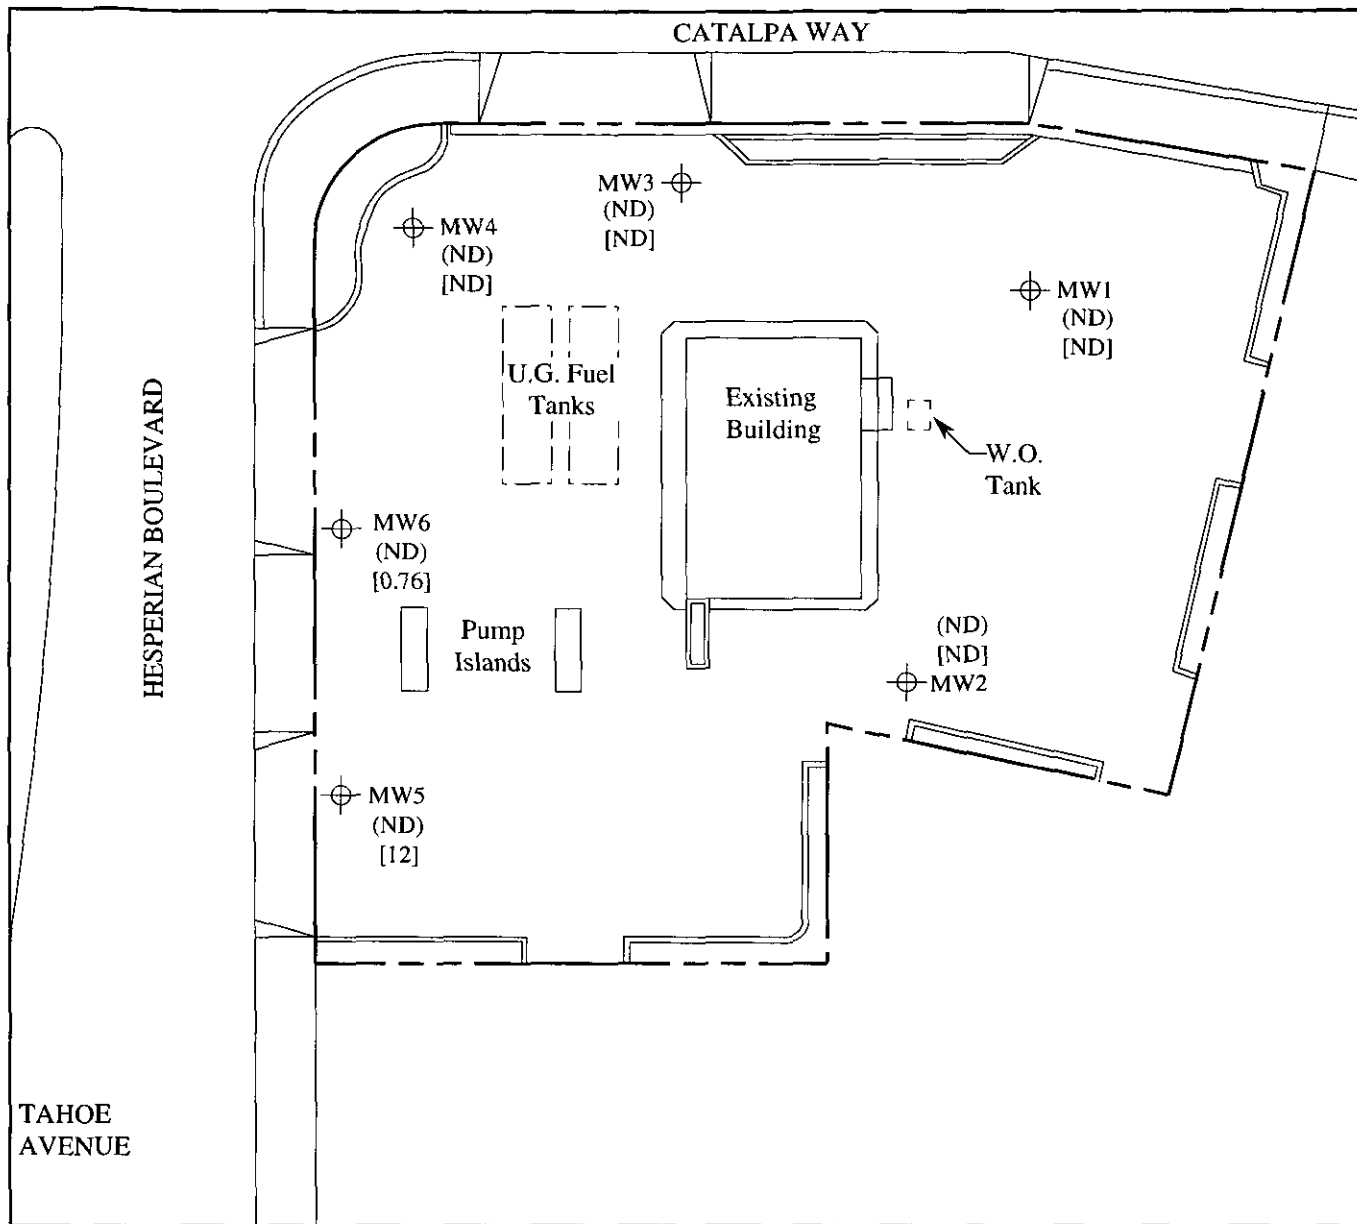 CATALPA WAY
MW3
(ND)
[ND]
MW4
(ND)
[ND]
MW1
(ND)
[ND]
U.G. Fuel
Tanks
Existing
Building
W.O.
Tank
HESPERIAN BOULEVARD
MW6
(ND)
[0.76]
Pump
Islands
(ND)
[ND]
MW2
MW5
(ND)
[12]
TAHOE
AVENUE